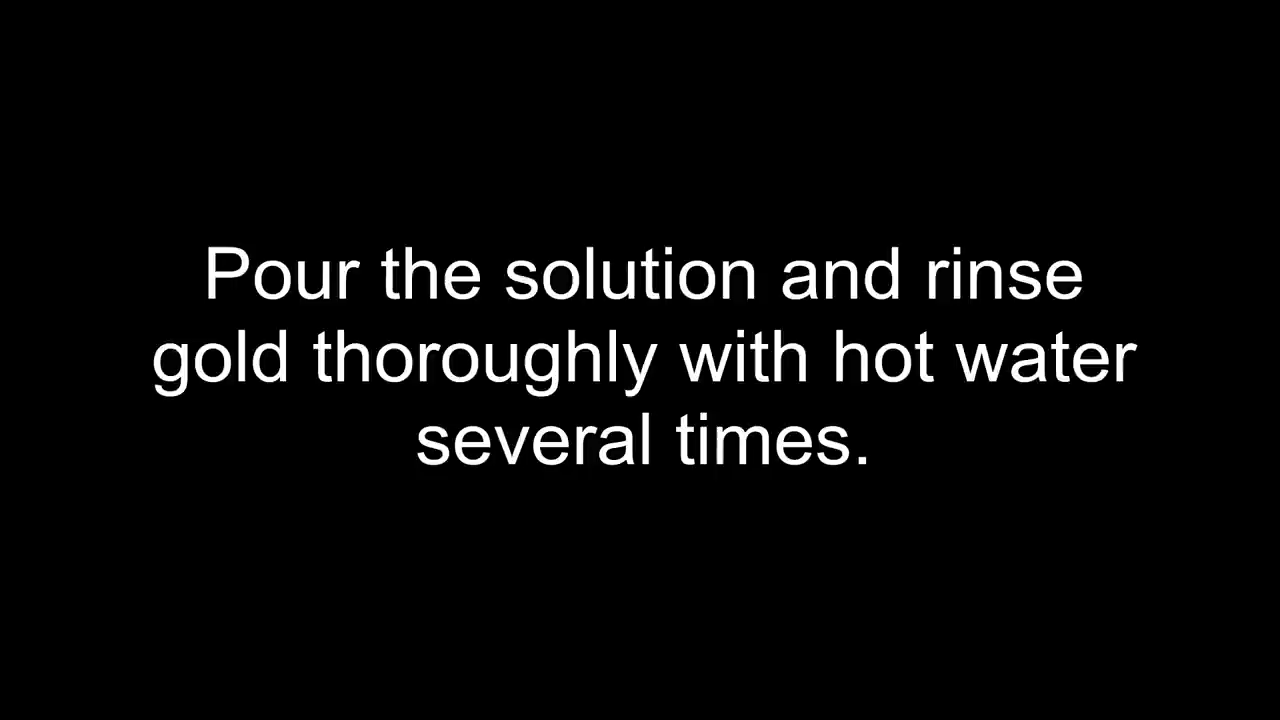 Pour the solution and rinse
gold thoroughly with hot water
several times.